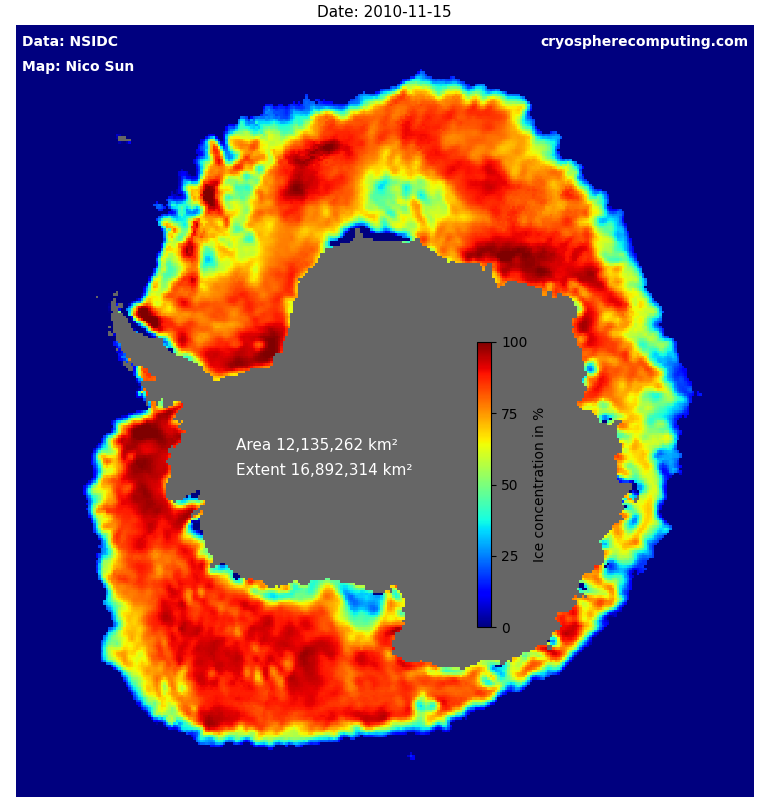 Date: 2010-11-15
Data: NSIDC
cryospherecomputing.com
Map: Nico Sun
100
75
50
25
0
Ice concentration in %
Area 12,135,262 km²
Extent 16,892,314 km²